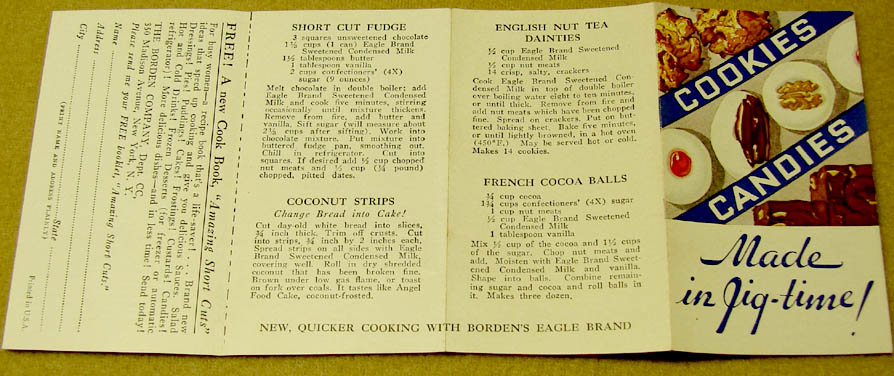 FREE! A new Cook Book, "Amazing Short Cuts"
For busy women—a recipe book that's a life-saver! . . Brand new
ideas that speed up cooking and give you delicious Sauces, Salad
Dressings! Pies! Puddings! Cakes! Frostings! Custards! Candies!
Hot and Cold Drinks! Frozen Desserts (for freezer or automatic
refrigerator)! More delicious dishes—and in less time! Send today!
THE BORDEN COMPANY, Dept. CC,
350 Madison Avenue, New York, N. Y.
Please send me your FREE booklet, "Amazing Short Cuts."
Name
Address
City State
(PRINT NAME AND ADDRESS PLAINLY)
Printed in U.S.A.
SHORT CUT FUDGE
3 squares unsweetened chocolate
1⅓ cups (1 can) Eagle Brand
Sweetened Condensed Milk
1½ tablespoons butter
1 tablespoon vanilla
2 cups confectioners' (4X)
sugar (9 ounces)
Melt chocolate in double boiler; add
Eagle Brand Sweetened Condensed
Milk and cook five minutes, stirring
occasionally until mixture thickens.
Remove from fire, add butter and
vanilla. Sift sugar (will measure about
2⅔ cups after sifting). Work into
chocolate mixture. Put mixture into
buttered, fudge pan, smoothing out.
Chill in refrigerator. Cut into
squares. If desired add ½ cup chopped
nut meats and ½ cup (¼ pound)
chopped, pitted dates.
COCONUT STRIPS
Change Bread into Cake!
Cut day-old white bread into slices,
¾ inch thick. Trim off crusts. Cut
into strips, ¾ inch by 2 inches each,
Spread strips on all sides with Eagle
Brand Sweetened Condensed Milk,
covering well. Roll in dry shredded
coconut that has been broken fine.
Brown under low gas flame, or toast
on fork over coals. It tastes like Angel
Food Cake, coconut-frosted.
ENGLISH NUT TEA
DAINTIES
½ cup Eagle Brand Sweetened
Condensed Milk
½ cup nut meats
14 crisp, salty, crackers
Cook Eagle Brand Sweetened Con-
densed Milk in top of double boiler
over boiling water eight to ten minutes,
or until thick. Remove from fire and
add nut meats which have been chopped
fine. Spread on crackers. Put on but-
tered baking sheet. Bake five minutes,
or until lightly browned, in a hot oven
(450°F.) May be served hot or cold.
Makes 14 cookies.
FRENCH COCOA BALLS
¾ cup cocoa
1¾ cups confectioners' (4X) sugar
1 cup nut meats
½ cup Eagle Brand Sweetened
Condensed Milk
1 tablespoon vanilla
Mix ½ cup of the cocoa and 1½ cups
of the sugar. Chop nut meats and
add. Moisten with Eagle Brand Sweet-
ened Condensed Milk and vanilla.
Shape into balls. Combine remain-
ing sugar and cocoa and roll balls in
it. Makes three dozen.
NEW, QUICKER COOKING WITH BORDEN'S EAGLE BRAND
COOKIES
CANDIES
Made
in Jig-time!